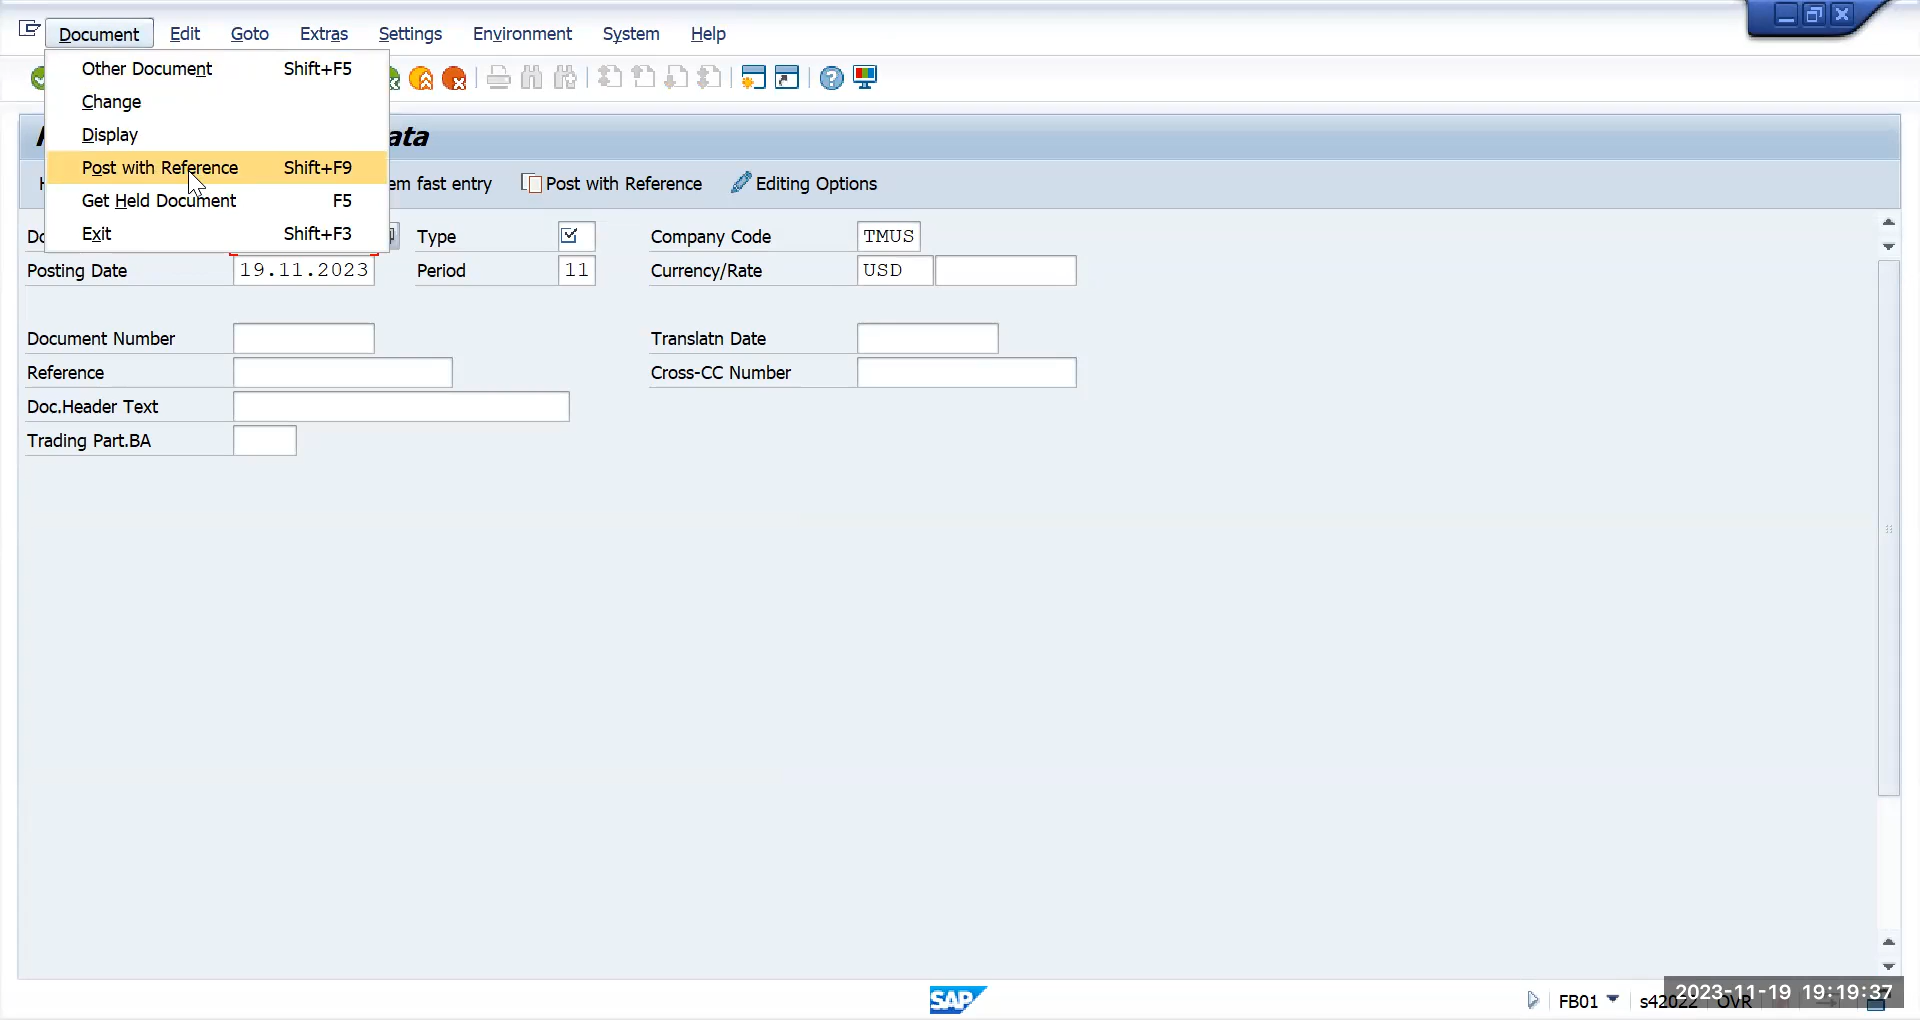 Document Edit Goto Extras Settings Environment System Help
Other Document Shift+F5
Change
Display
Post with Reference Shift+F9
Get Held Document F5
Exit Shift+F3
ata
H em fast entry Post with Reference Editing Options
Do Type Company Code TMUS
Posting Date 19.11.2023 Period 11 Currency/Rate USD
Document Number Translatn Date
Reference Cross-CC Number
Doc.Header Text
Trading Part.BA
SAP FB01 s42022 OVR
2023-11-19 19:19:37